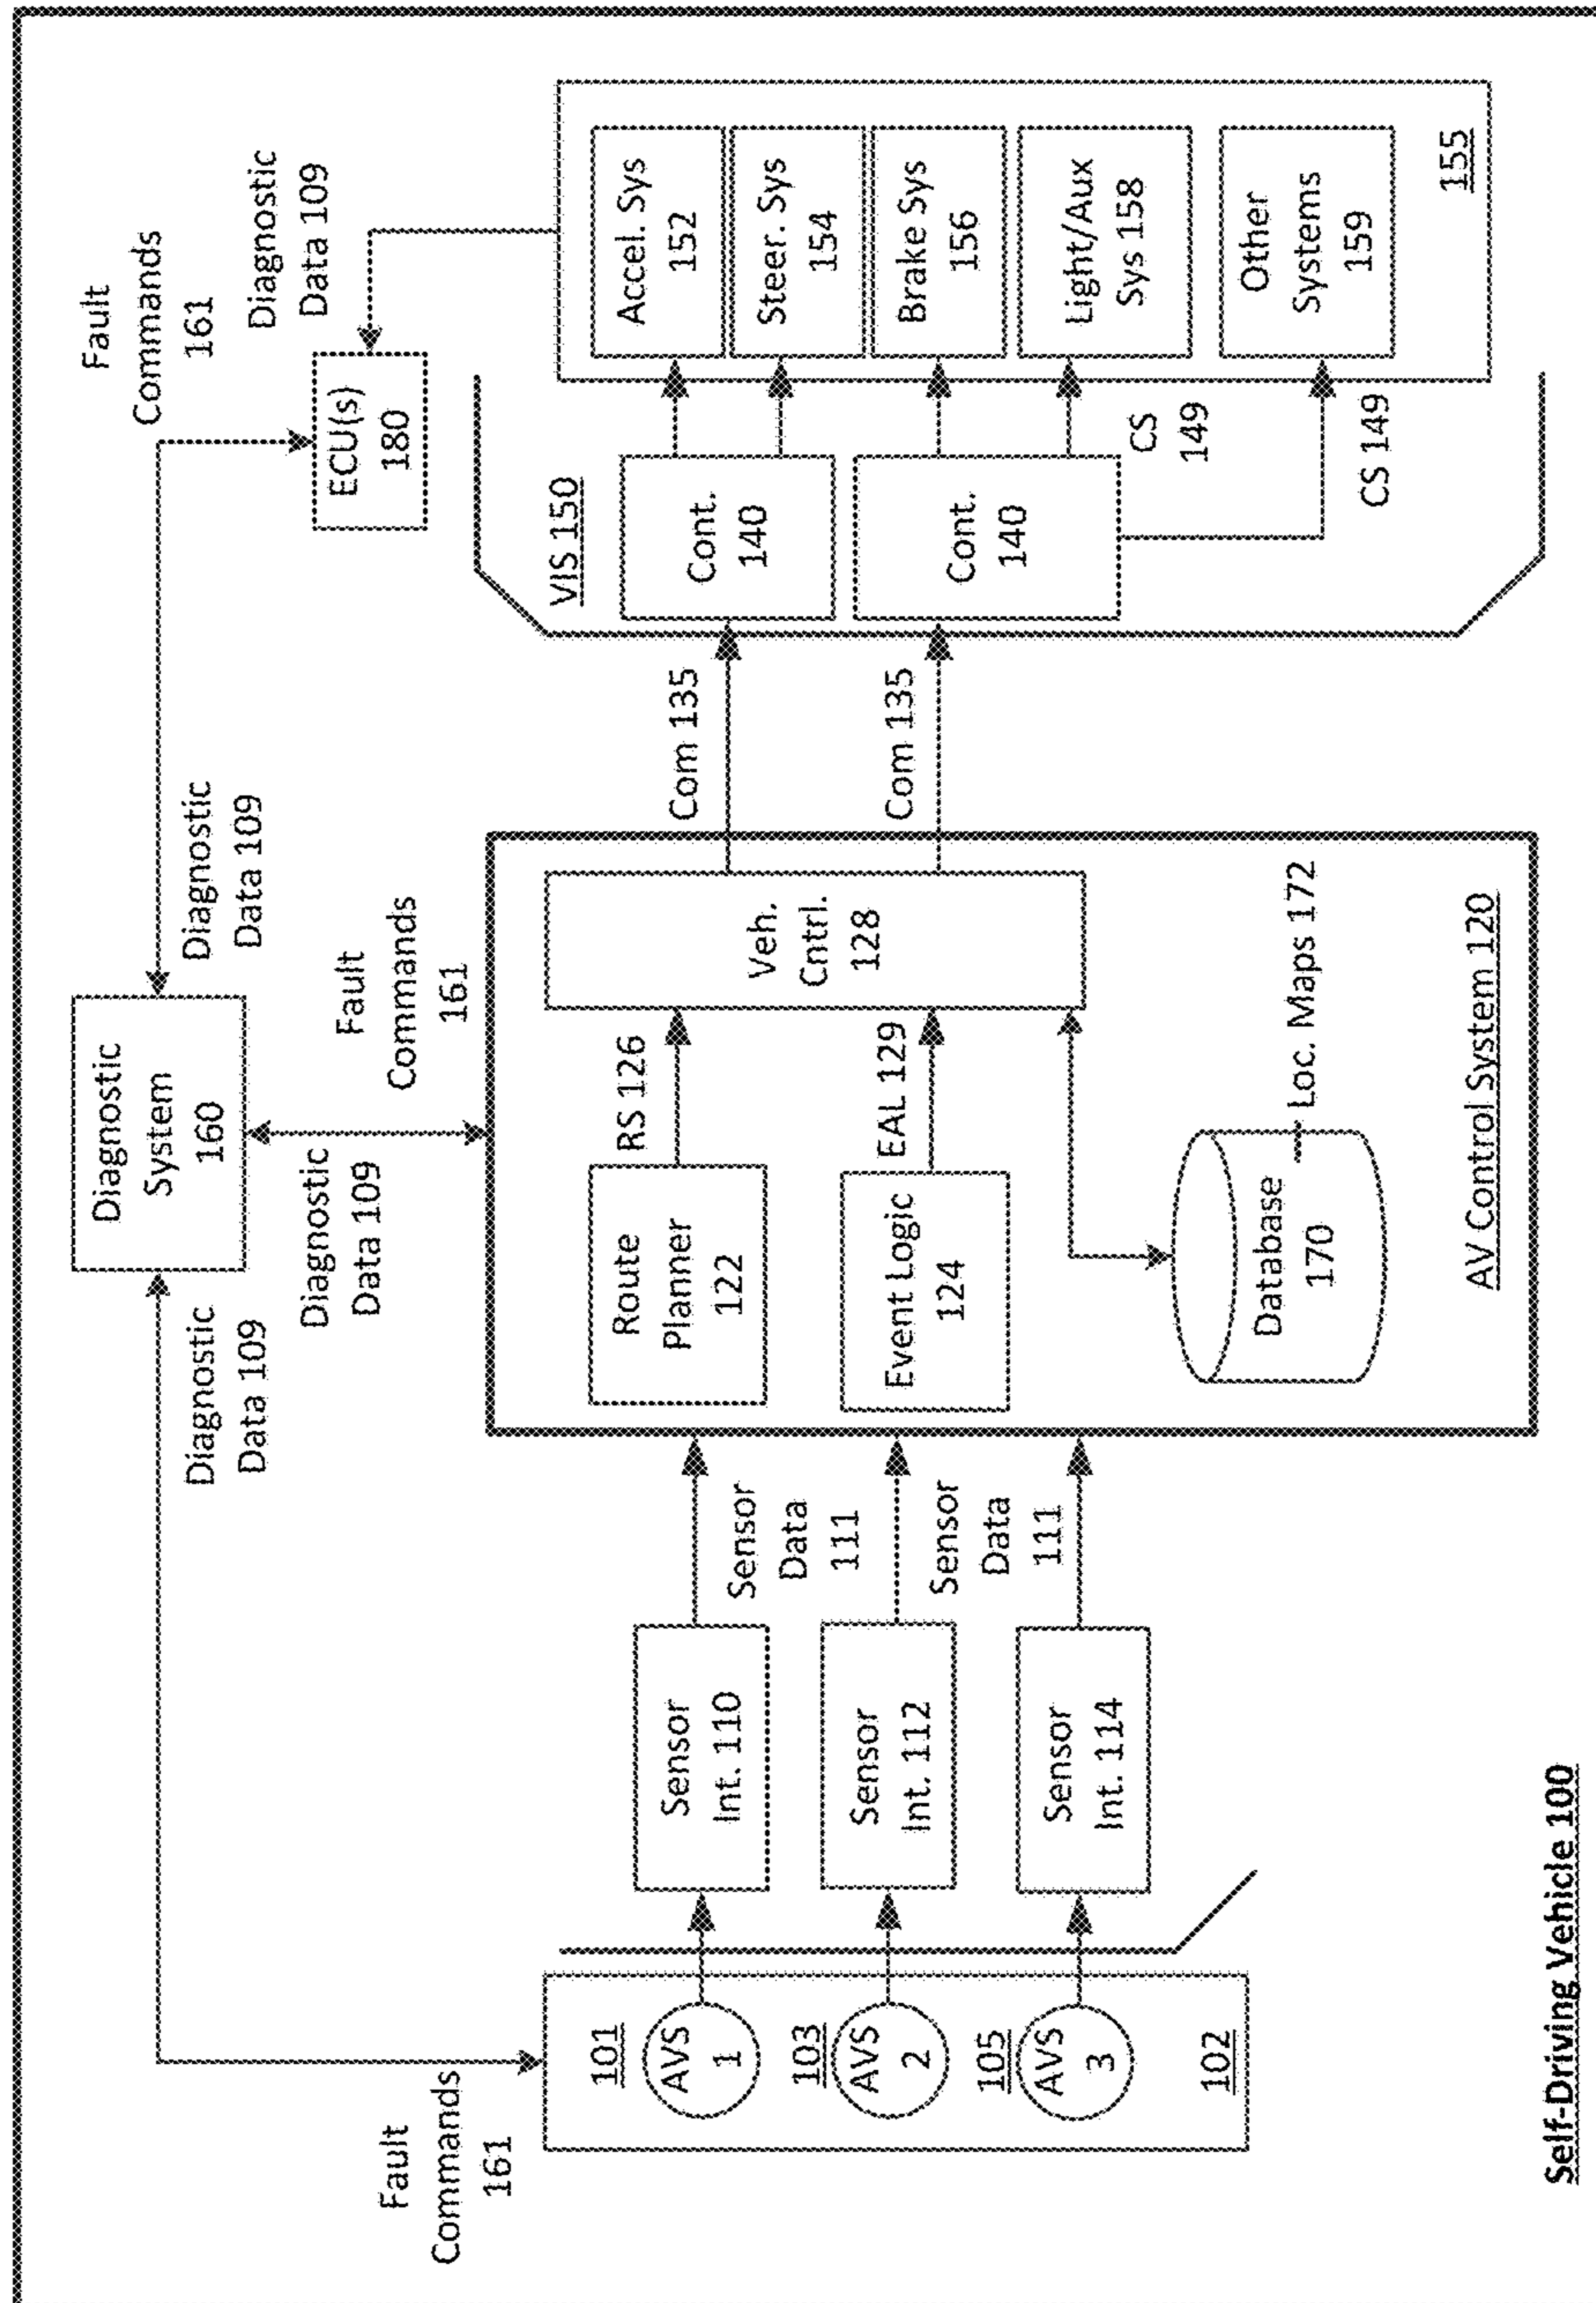 Fault
Commands
161
Diagnostic
Data 109
Diagnostic
System
160
Diagnostic
Data 109
Diagnostic
Data 109
Fault
Commands
161
Fault
Commands
161
Diagnostic
Data 109
ECU(s)
180
101
AVS
1
103
AVS
2
105
AVS
3
102
Sensor
Int. 110
Sensor
Int. 112
Sensor
Int. 114
Sensor
Data
111
Sensor
Data
111
Route
Planner
122
RS 126
Event Logic
124
EAL 129
Veh.
Cntrl.
128
Database
170
Loc. Maps 172
AV Control System 120
Com 135
Com 135
VIS 150
Cont.
140
Cont.
140
CS
149
CS 149
Accel. Sys
152
Steer. Sys
154
Brake Sys
156
Light/Aux
Sys 158
Other
Systems
159
155
Self-Driving Vehicle 100